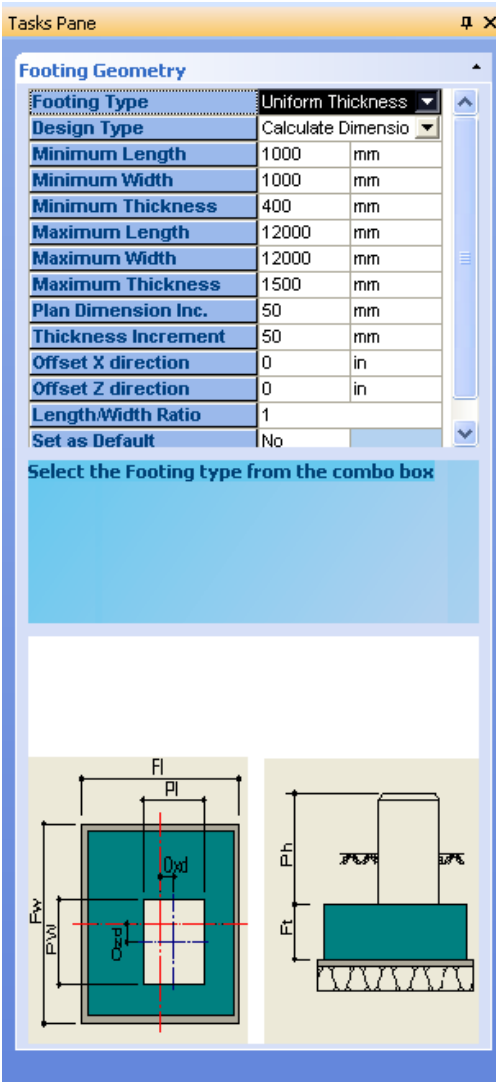 Tasks Pane
Footing Geometry
Footing Type Uniform Thickness
Design Type Calculate Dimensio
Minimum Length 1000 mm
Minimum Width 1000 mm
Minimum Thickness 400 mm
Maximum Length 12000 mm
Maximum Width 12000 mm
Maximum Thickness 1500 mm
Plan Dimension Inc. 50 mm
Thickness Increment 50 mm
Offset X direction 0 in
Offset Z direction 0 in
Length/Width Ratio 1
Set as Default No
Select the Footing type from the combo box
Fl
Pl
Oxd
Fw
PW
Ozd
Ph
Ft